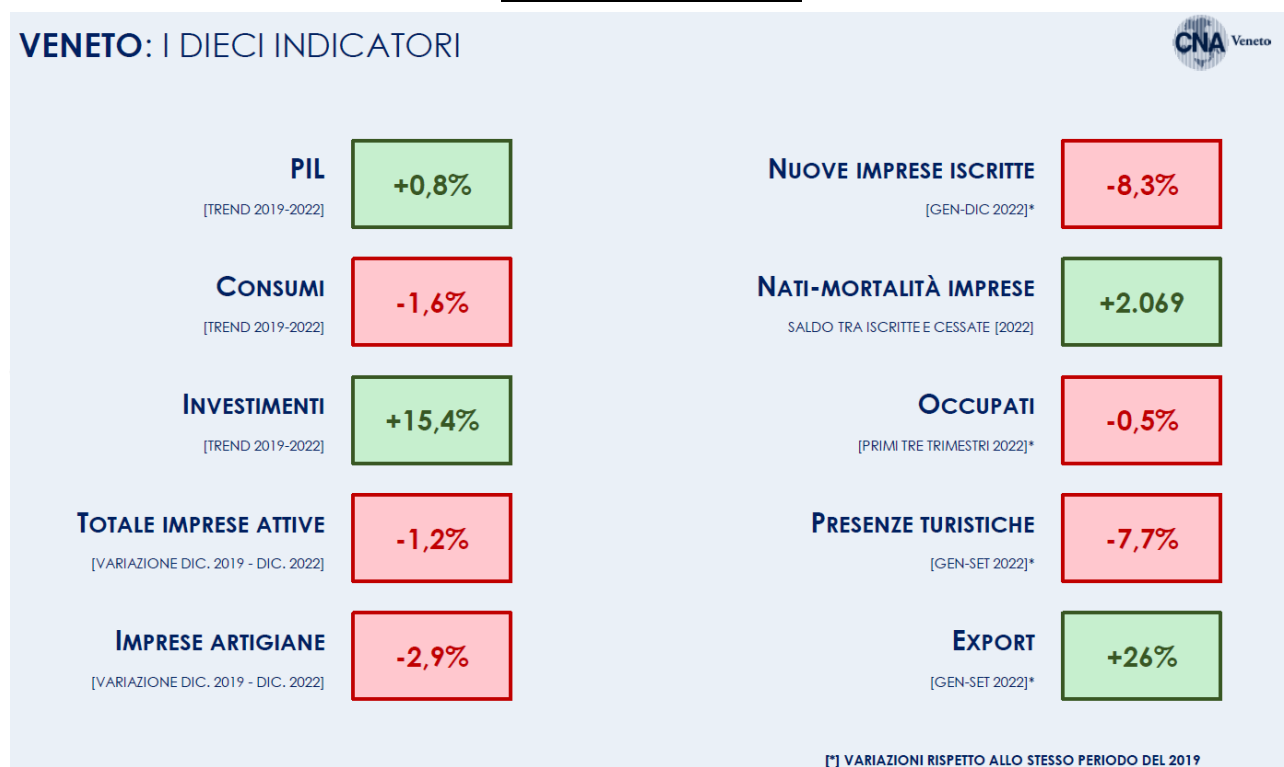 VENETO: I DIECI INDICATORI
CNA Veneto
PIL
[TREND 2019-2022]
+0,8%
CONSUMI
[TREND 2019-2022]
-1,6%
INVESTIMENTI
[TREND 2019-2022]
+15,4%
TOTALE IMPRESE ATTIVE
[VARIAZIONE DIC. 2019 - DIC. 2022]
-1,2%
IMPRESE ARTIGIANE
[VARIAZIONE DIC. 2019 - DIC. 2022]
-2,9%
NUOVE IMPRESE ISCRITTE
[GEN-DIC 2022]*
-8,3%
NATI-MORTALITÀ IMPRESE
SALDO TRA ISCRITTE E CESSATE [2022]
+2.069
OCCUPATI
[PRIMI TRE TRIMESTRI 2022]*
-0,5%
PRESENZE TURISTICHE
[GEN-SET 2022]*
-7,7%
EXPORT
[GEN-SET 2022]*
+26%
[*] VARIAZIONI RISPETTO ALLO STESSO PERIODO DEL 2019